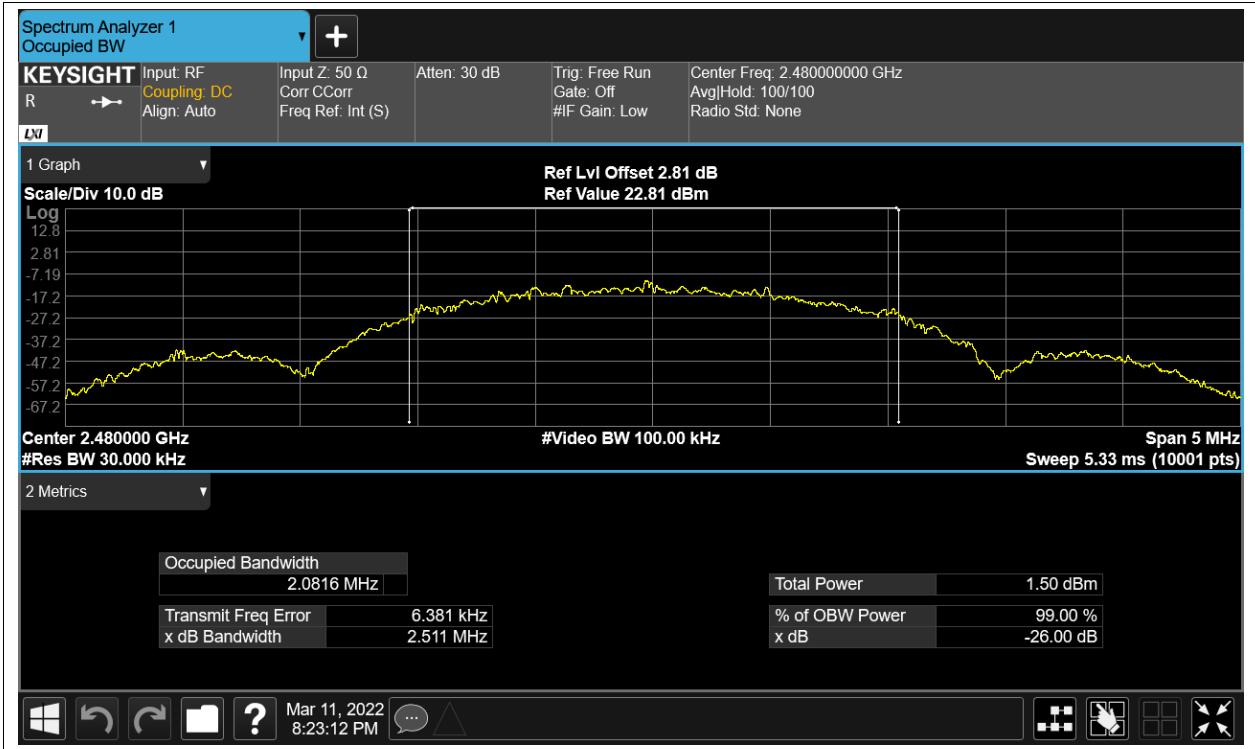 Spectrum Analyzer 1
Occupied BW
KEYSIGHT
R
LXI
Input: RF
Coupling: DC
Align: Auto
Input Z: 50 Ω
Corr CCorr
Freq Ref: Int (S)
Atten: 30 dB
Trig: Free Run
Gate: Off
#IF Gain: Low
Center Freq: 2.480000000 GHz
Avg|Hold: 100/100
Radio Std: None
1 Graph
Scale/Div 10.0 dB
Ref Lvl Offset 2.81 dB
Ref Value 22.81 dBm
Log
12.8
2.81
-7.19
-17.2
-27.2
-37.2
-47.2
-57.2
-67.2
Center 2.480000 GHz
#Video BW 100.00 kHz
Span 5 MHz
#Res BW 30.000 kHz
Sweep 5.33 ms (10001 pts)
2 Metrics
Occupied Bandwidth
2.0816 MHz
Total Power 1.50 dBm
Transmit Freq Error 6.381 kHz
% of OBW Power 99.00 %
x dB Bandwidth 2.511 MHz
x dB -26.00 dB
?
Mar 11, 2022
8:23:12 PM